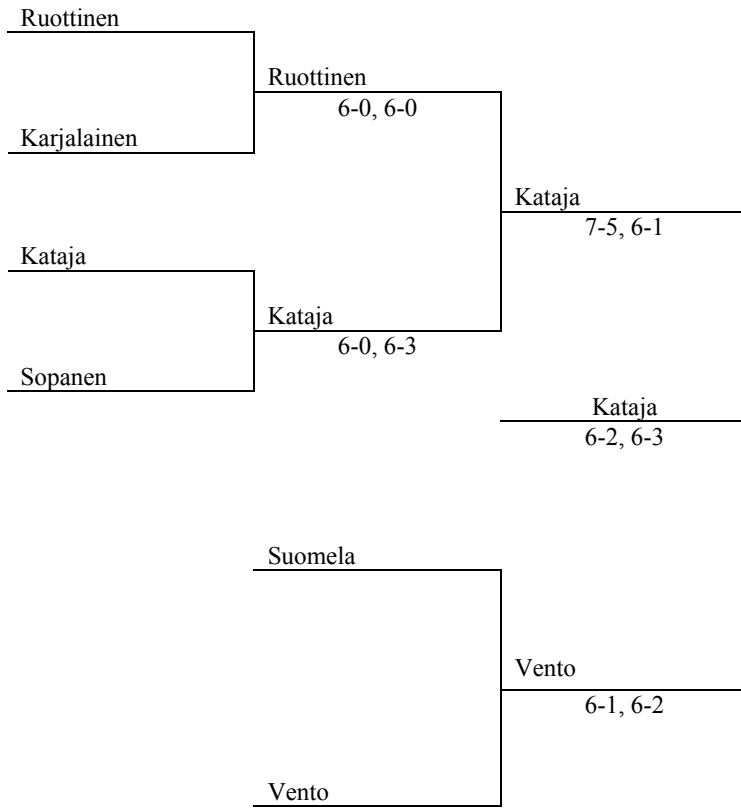 Ruottinen
Ruottinen
6-0, 6-0
Karjalainen
Kataja
7-5, 6-1
Kataja
Kataja
6-0, 6-3
Sopanen
Kataja
6-2, 6-3
Suomela
Vento
6-1, 6-2
Vento